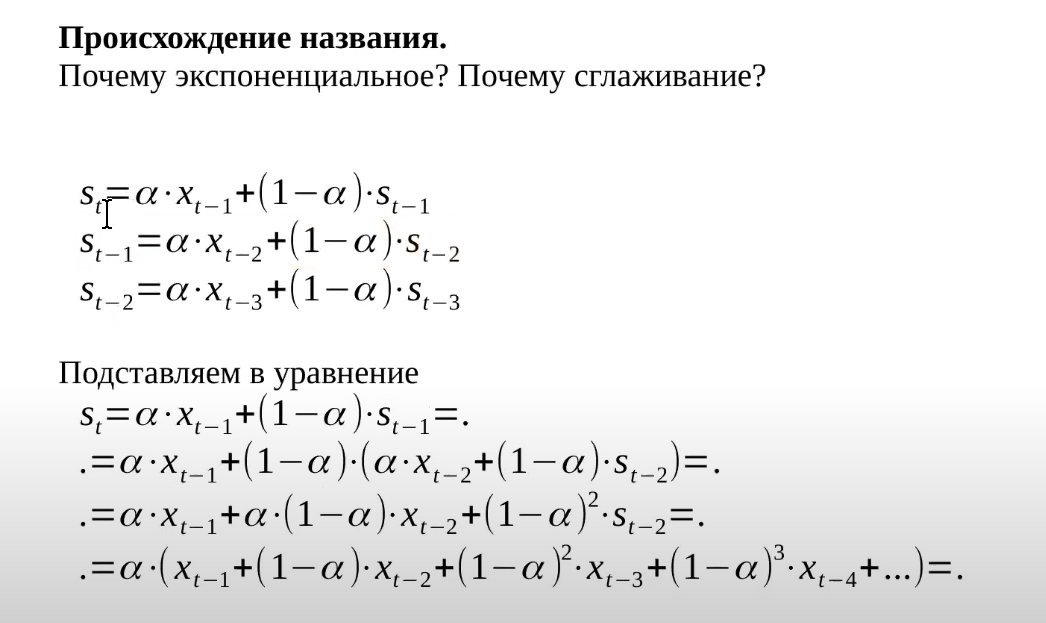 Происхождение названия.
Почему экспоненциальное? Почему сглаживание?
s_t=α·x_{t−1}+(1−α)·s_{t−1}
s_{t−1}=α·x_{t−2}+(1−α)·s_{t−2}
s_{t−2}=α·x_{t−3}+(1−α)·s_{t−3}
Подставляем в уравнение
s_t=α·x_{t−1}+(1−α)·s_{t−1}=.
.=α·x_{t−1}+(1−α)·(α·x_{t−2}+(1−α)·s_{t−2})=.
.=α·x_{t−1}+α·(1−α)·x_{t−2}+(1−α)²·s_{t−2}=.
.=α·(x_{t−1}+(1−α)·x_{t−2}+(1−α)²·x_{t−3}+(1−α)³·x_{t−4}+...)=.